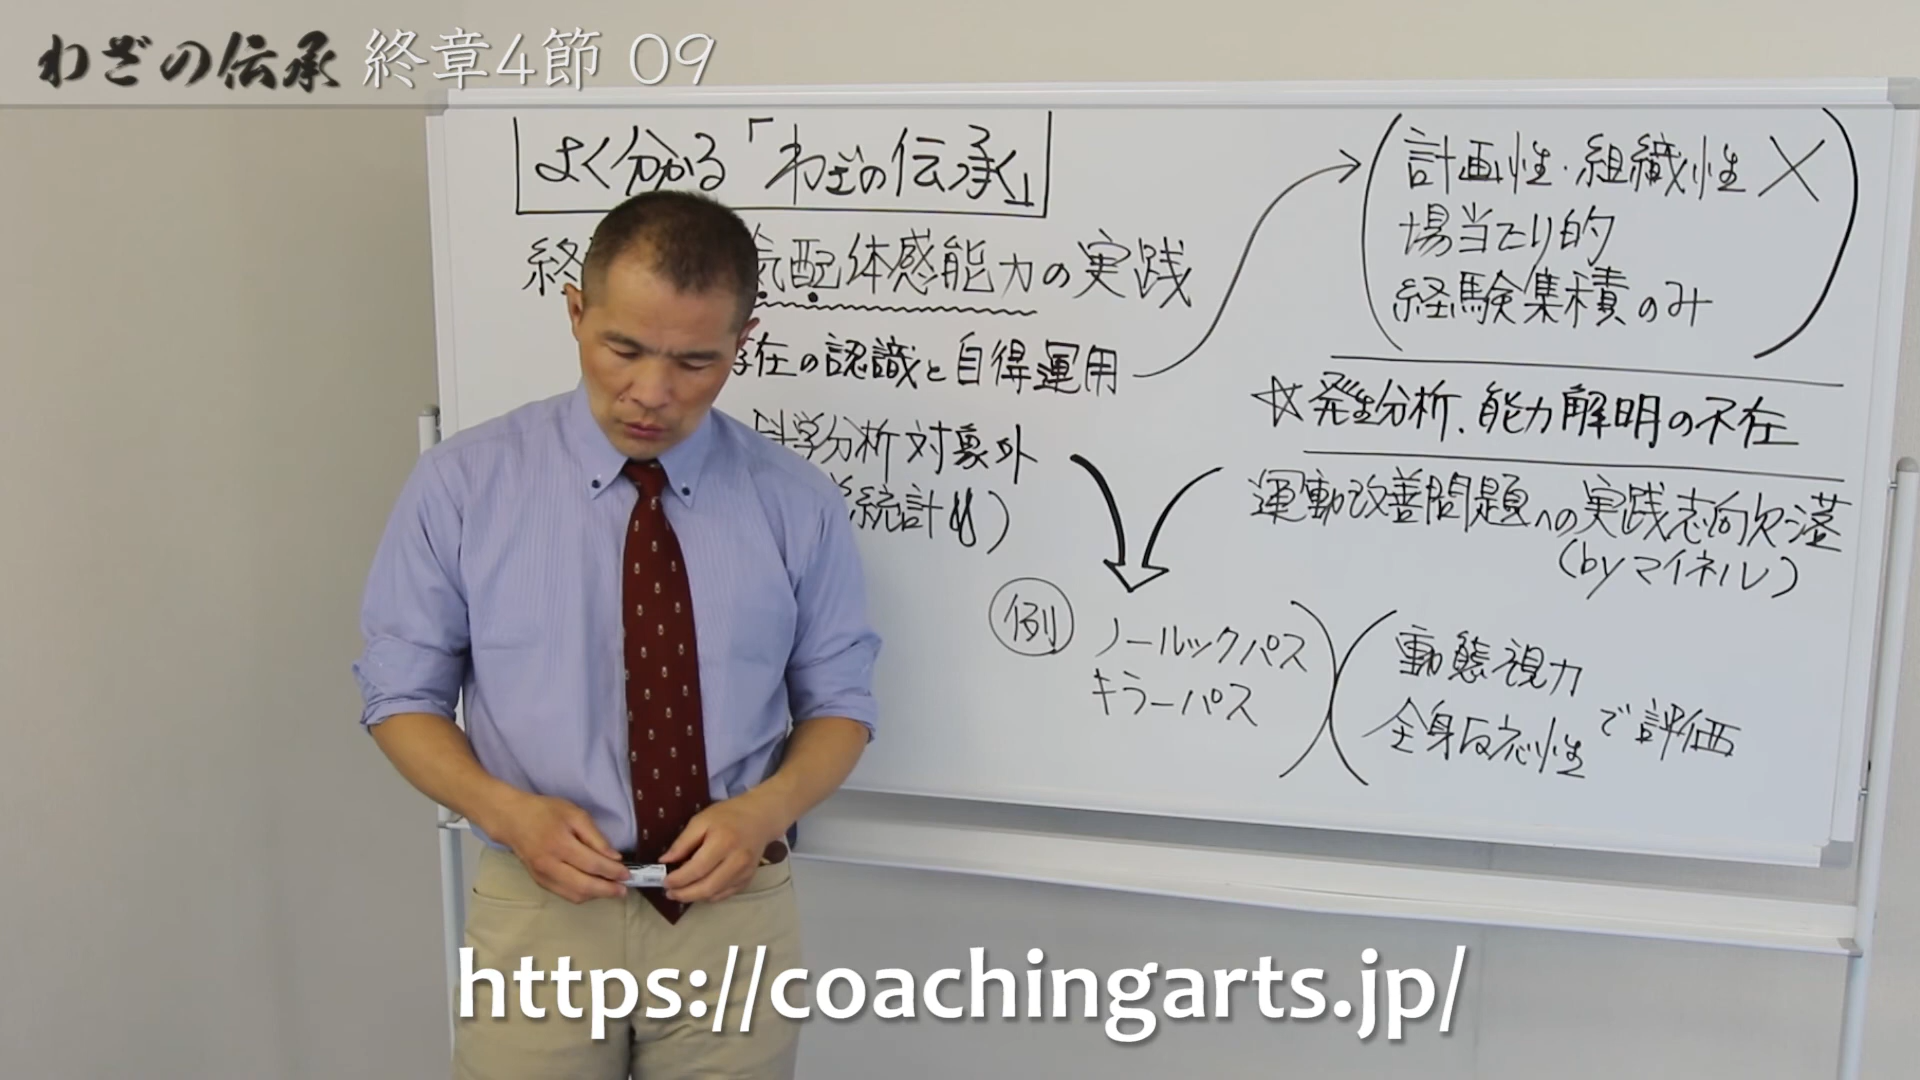 わざの伝承 終章4節 09
よく分かる「わざの伝承」
終 気配体感能力の実践
存在の認識と自得運用
科学分析対象外
統計も)
計画性・組織性 ×
場当たり的
経験集積のみ
☆発生分析、能力解明の不在
運動改善問題への実践志向欠落
(byマイネル)
例 ノールックパス
キラーパス
動態視力
全身反応性 で評価
https://coachingarts.jp/